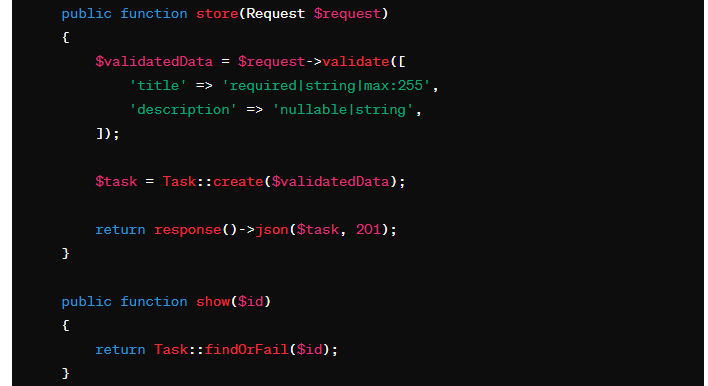 public function store(Request $request)
{
    $validatedData = $request->validate([
        'title' => 'required|string|max:255',
        'description' => 'nullable|string',
    ]);

    $task = Task::create($validatedData);

    return response()->json($task, 201);
}

public function show($id)
{
    return Task::findOrFail($id);
}